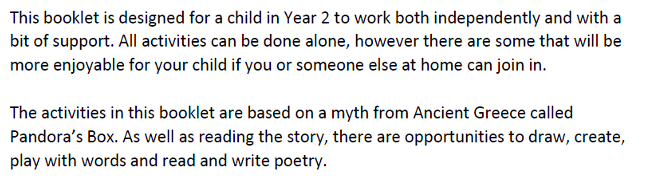 This booklet is designed for a child in Year 2 to work both independently and with a
bit of support. All activities can be done alone, however there are some that will be
more enjoyable for your child if you or someone else at home can join in.
The activities in this booklet are based on a myth from Ancient Greece called
Pandora’s Box. As well as reading the story, there are opportunities to draw, create,
play with words and read and write poetry.